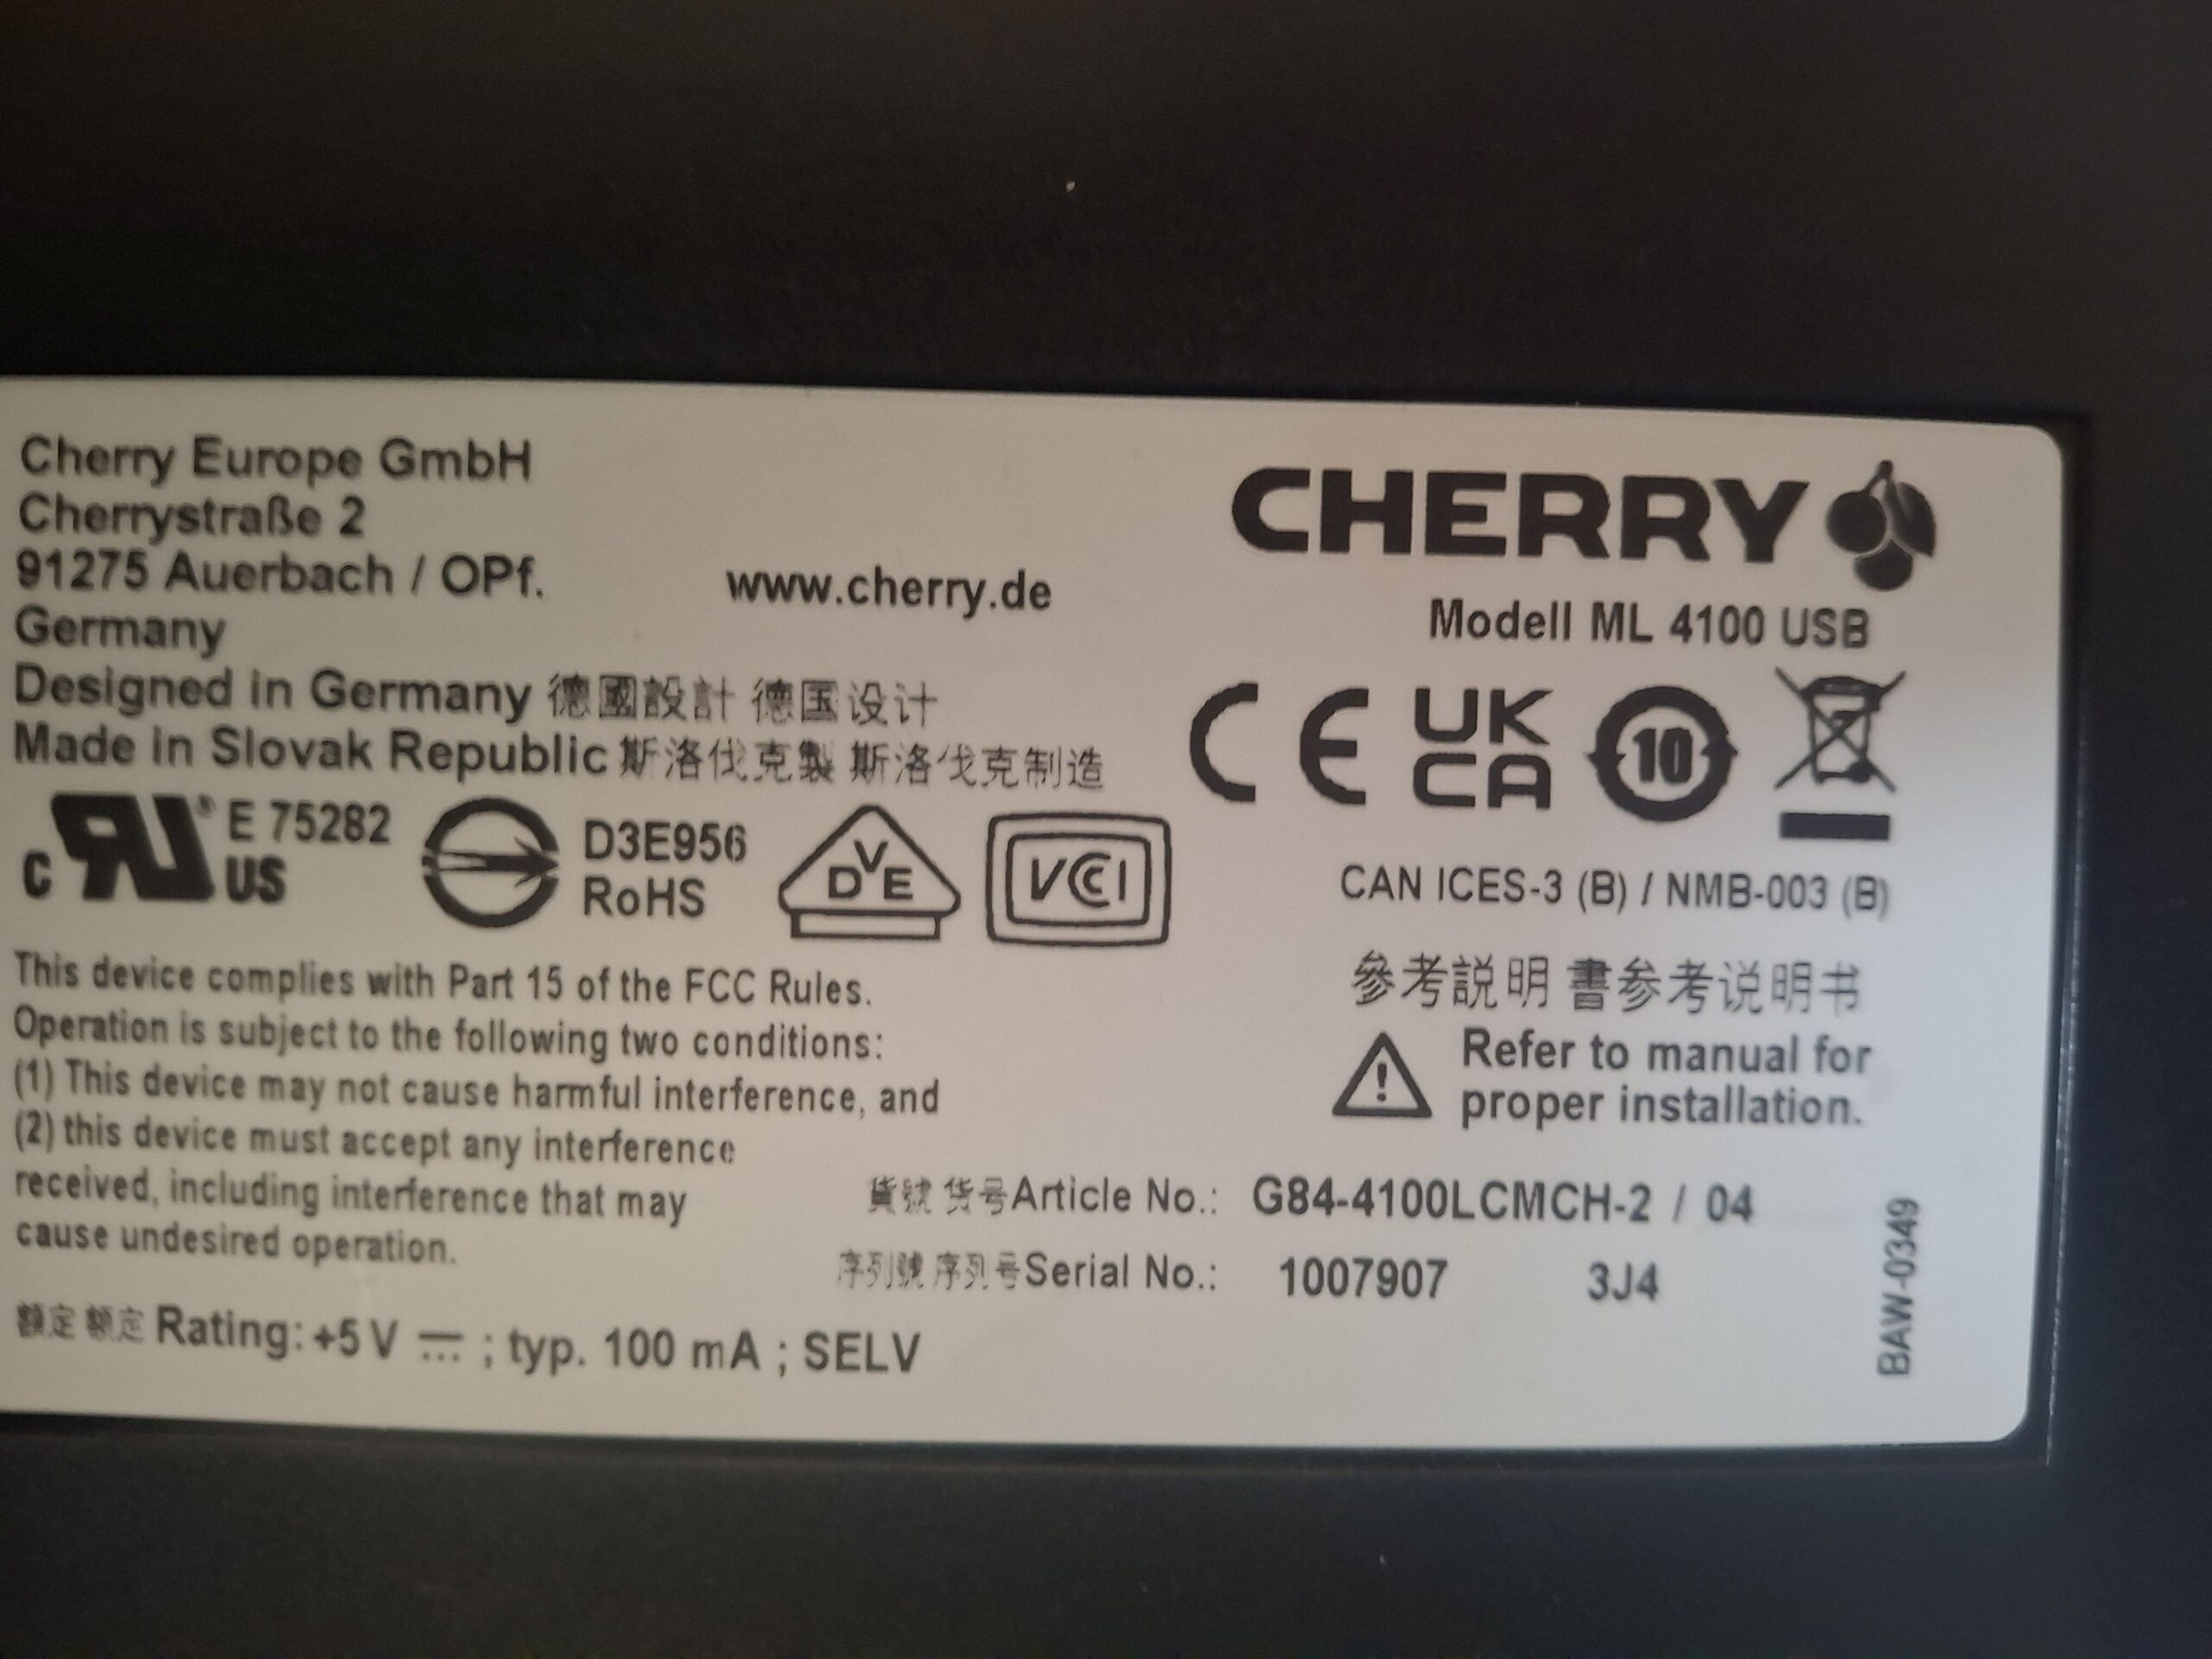 Cherry Europe GmbH
Cherrystraße 2
91275 Auerbach / OPf.
Germany
www.cherry.de
CHERRY
Modell ML 4100 USB
Designed in Germany 德國設計 德国设计
Made in Slovak Republic 斯洛伐克製 斯洛伐克制造
CE UK CA 10
c RU ® US E 75282
D3E956
RoHS
DVE
VCCI
CAN ICES-3 (B) / NMB-003 (B)
參考説明 書参考说明书
Refer to manual for
proper installation.
This device complies with Part 15 of the FCC Rules.
Operation is subject to the following two conditions:
(1) This device may not cause harmful interference, and
(2) this device must accept any interference
received, including interference that may
cause undesired operation.
貨號 货号Article No.: G84-4100LCMCH-2 / 04
序列號 序列号Serial No.: 1007907 3J4
額定 额定 Rating: +5 V ⎓ ; typ. 100 mA ; SELV
BAW-0349